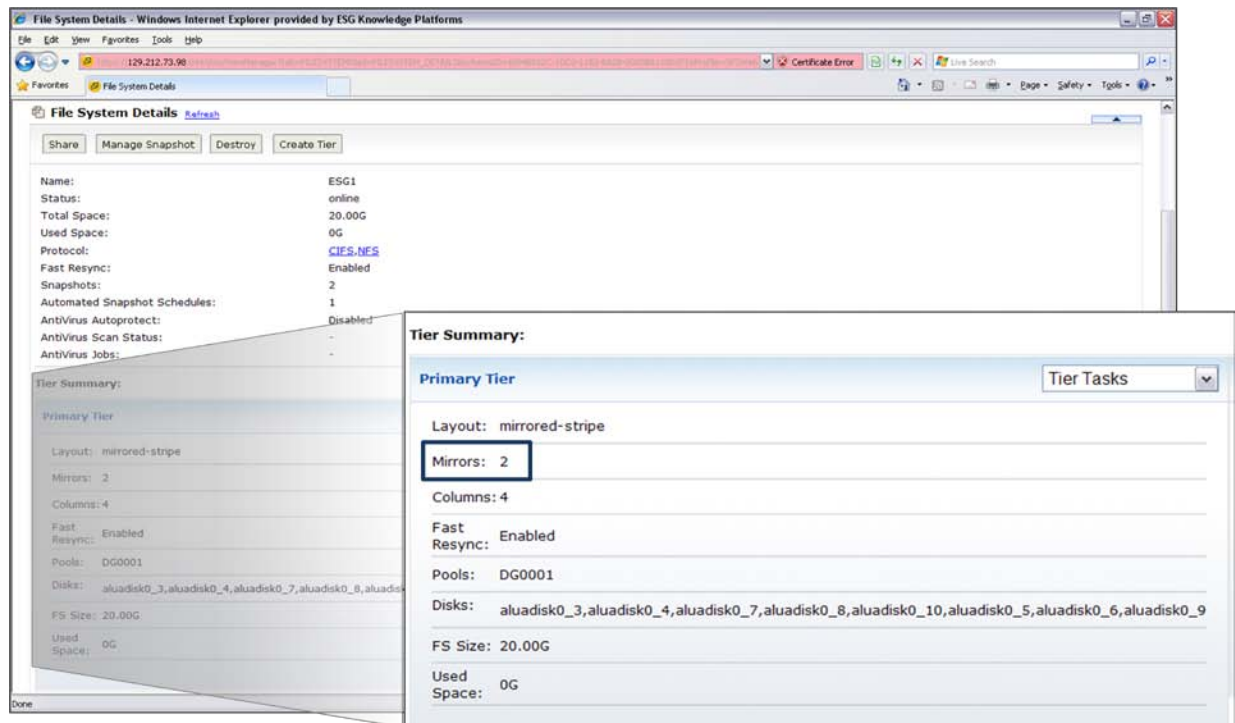 File System Details - Windows Internet Explorer provided by ESG Knowledge Platforms
File Edit View Favorites Tools Help
129.212.73.98
Certificate Error
Live Search
Favorites
File System Details
Page Safety Tools
File System Details Refresh
Share Manage Snapshot Destroy Create Tier
Name: ESG1
Status: online
Total Space: 20.00G
Used Space: 0G
Protocol: CIFS,NFS
Fast Resync: Enabled
Snapshots: 2
Automated Snapshot Schedules: 1
AntiVirus Autoprotect: Disabled
AntiVirus Scan Status: -
AntiVirus Jobs: -
Tier Summary:
Primary Tier
Layout: mirrored-stripe
Mirrors: 2
Columns: 4
Fast Resync: Enabled
Pools: DG0001
Disks: aluadisk0_3,aluadisk0_4,aluadisk0_7,aluadisk0_8,aluadis
FS Size: 20.00G
Used Space: 0G
Done
Tier Summary:
Primary Tier
Tier Tasks
Layout: mirrored-stripe
Mirrors: 2
Columns: 4
Fast
Resync: Enabled
Pools: DG0001
Disks: aluadisk0_3,aluadisk0_4,aluadisk0_7,aluadisk0_8,aluadisk0_10,aluadisk0_5,aluadisk0_6,aluadisk0_9
FS Size: 20.00G
Used
Space: 0G